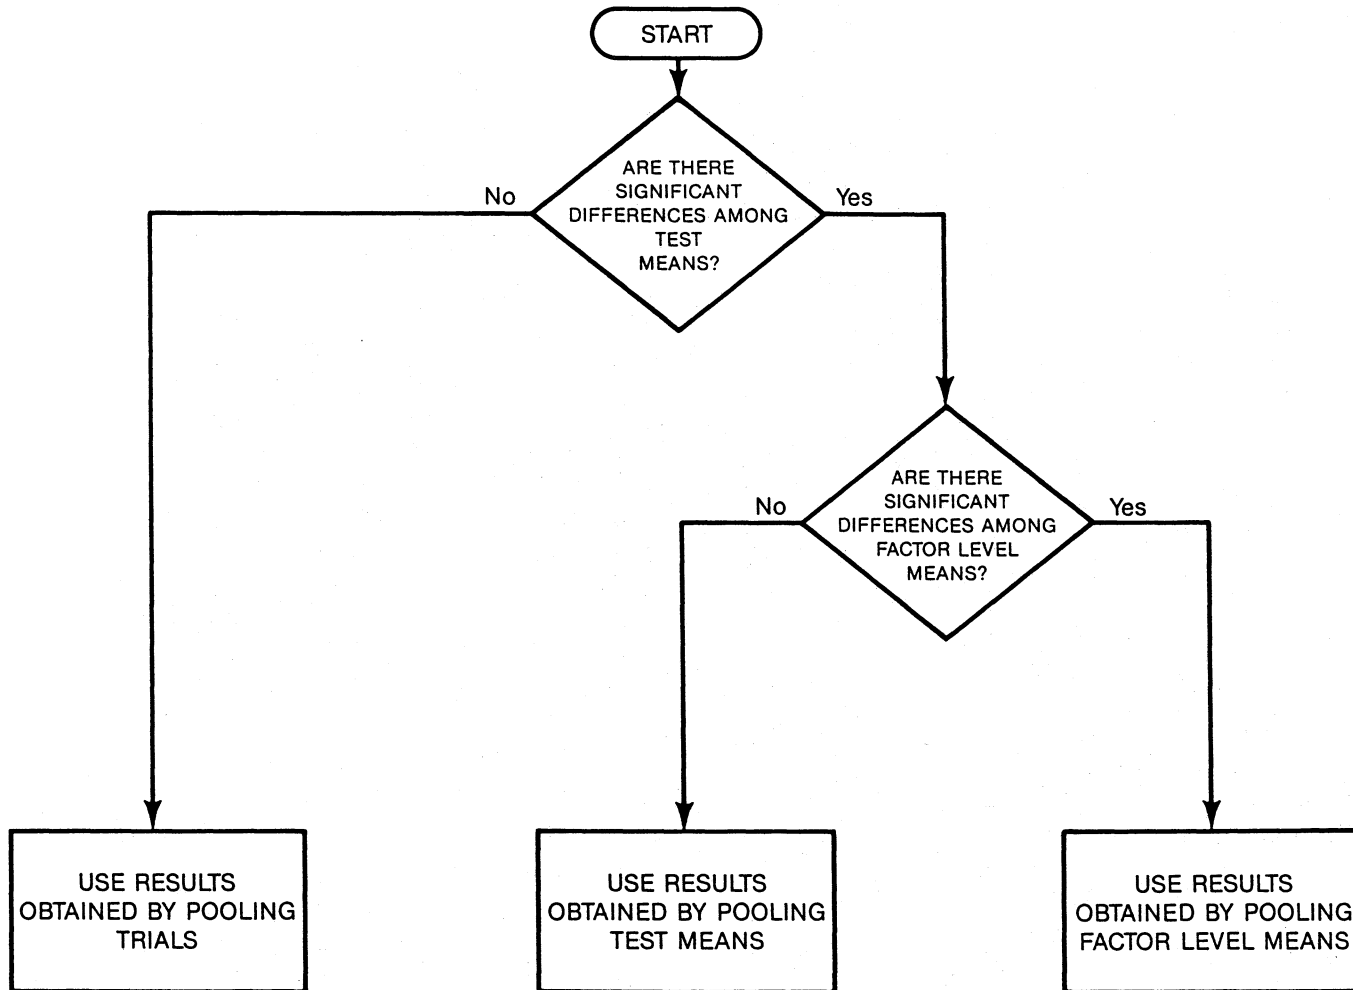 START
ARE THERE
SIGNIFICANT
DIFFERENCES AMONG
TEST
MEANS?
No
Yes
ARE THERE
SIGNIFICANT
DIFFERENCES AMONG
FACTOR LEVEL
MEANS?
No
Yes
USE RESULTS
OBTAINED BY POOLING
TRIALS
USE RESULTS
OBTAINED BY POOLING
TEST MEANS
USE RESULTS
OBTAINED BY POOLING
FACTOR LEVEL MEANS